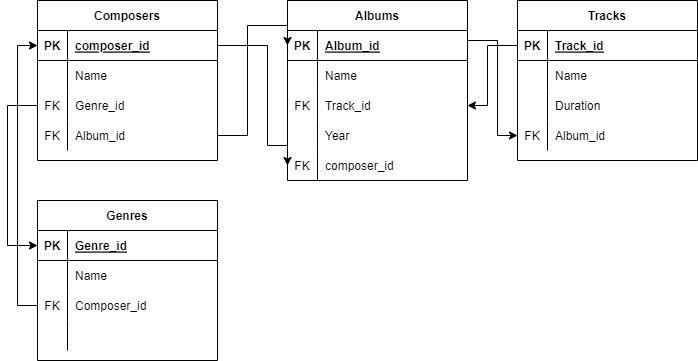 Composers
PK composer_id
Name
FK Genre_id
FK Album_id
Albums
PK Album_id
Name
FK Track_id
Year
FK composer_id
Tracks
PK Track_id
Name
Duration
FK Album_id
Genres
PK Genre_id
Name
FK Composer_id